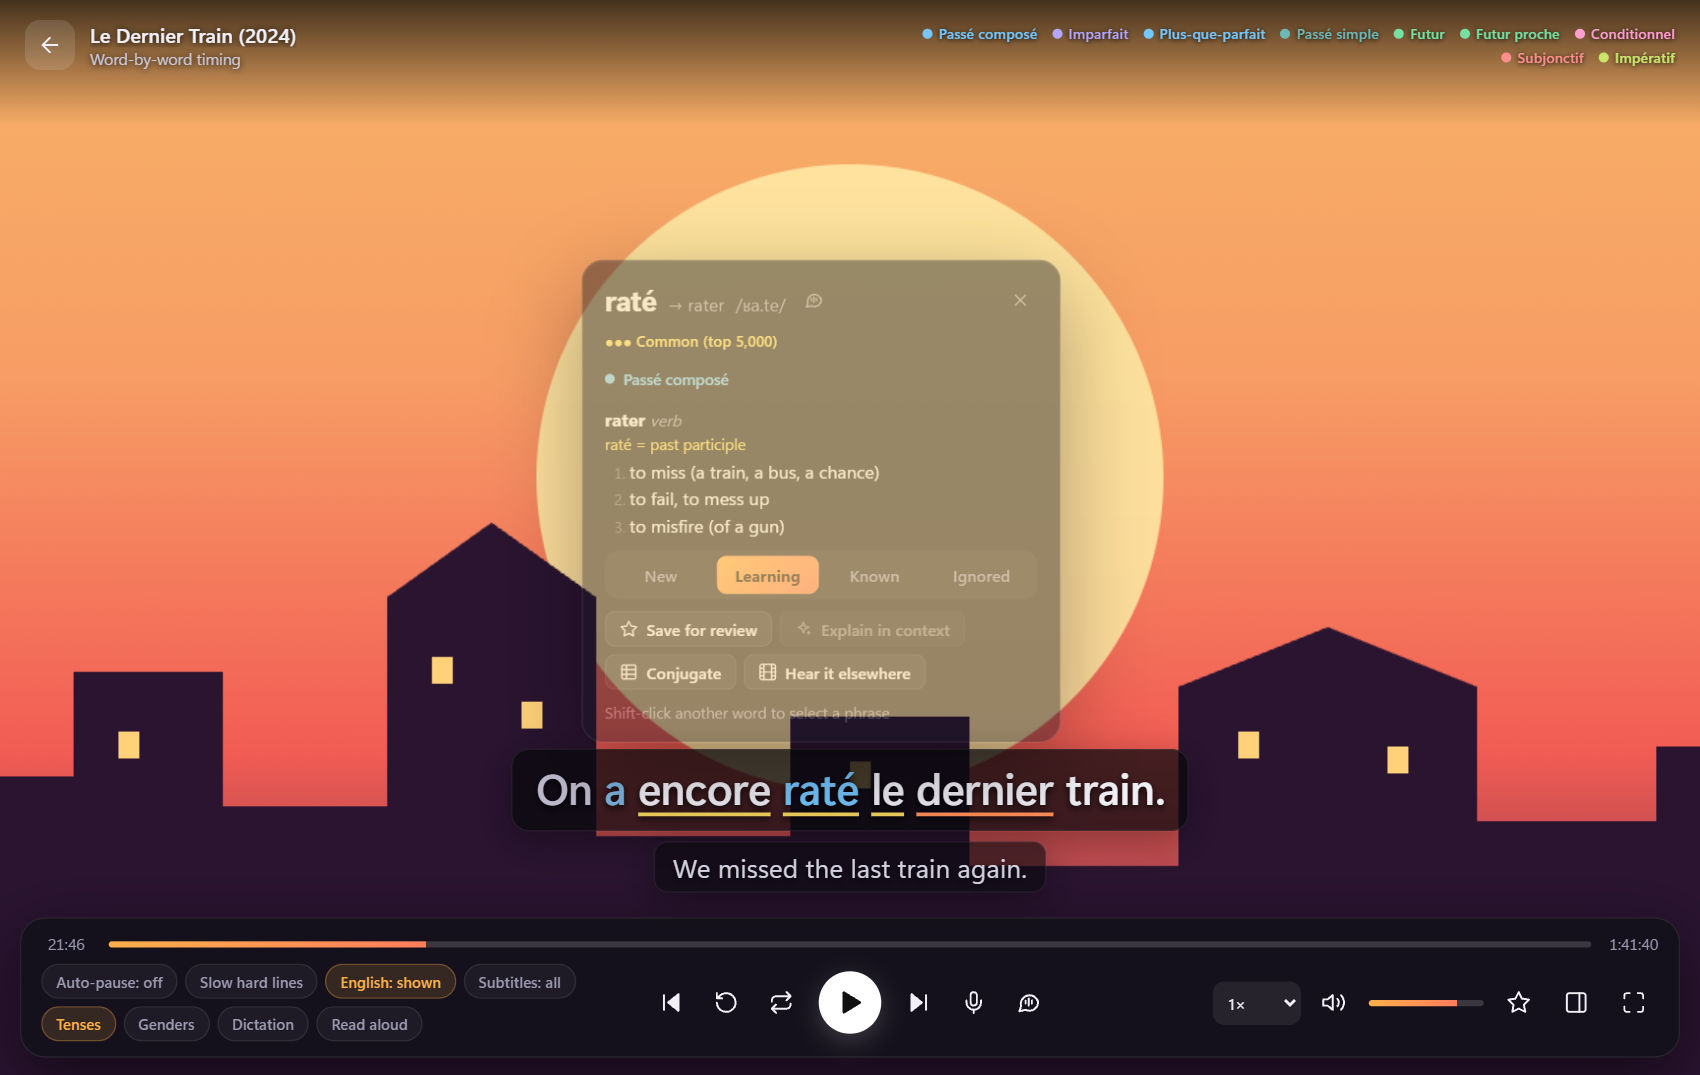 Le Dernier Train (2024)
Word-by-word timing
Passé composé Imparfait Plus-que-parfait Passé simple Futur Futur proche Conditionnel
Subjonctif Impératif
raté → rater /ʁa.te/
Common (top 5,000)
Passé composé
rater verb
raté = past participle
1. to miss (a train, a bus, a chance)
2. to fail, to mess up
3. to misfire (of a gun)
New Learning Known Ignored
Save for review Explain in context
Conjugate Hear it elsewhere
Shift-click another word to select a phrase
On a encore raté le dernier train.
We missed the last train again.
21:46 1:41:40
Auto-pause: off Slow hard lines English: shown Subtitles: all
Tenses Genders Dictation Read aloud
1×